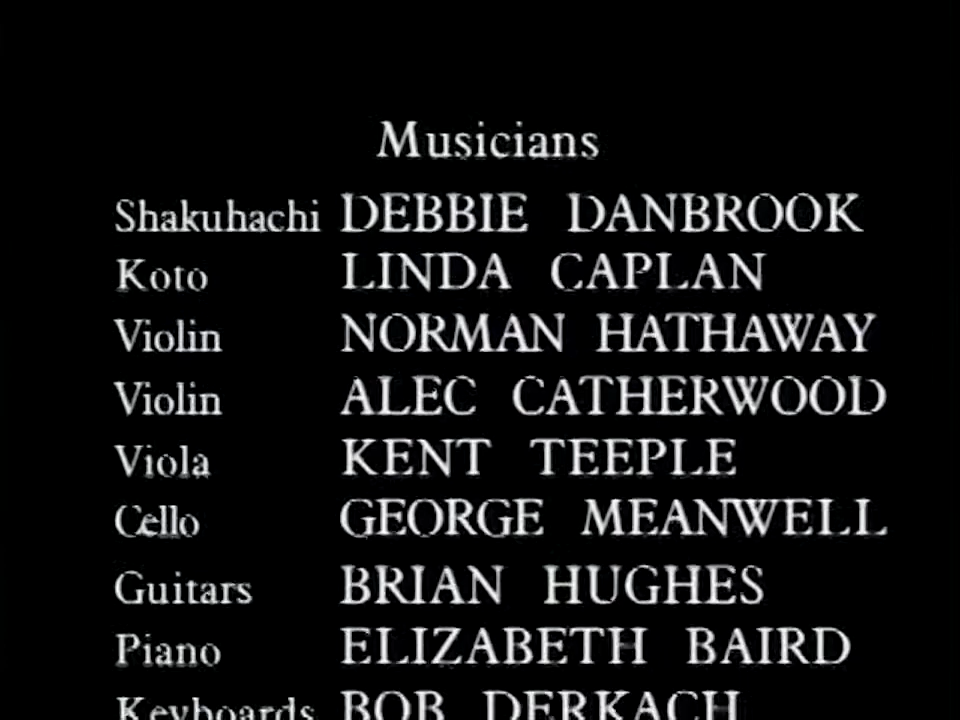 Musicians
Shakuhachi DEBBIE DANBROOK
Koto LINDA CAPLAN
Violin NORMAN HATHAWAY
Violin ALEC CATHERWOOD
Viola KENT TEEPLE
Cello GEORGE MEANWELL
Guitars BRIAN HUGHES
Piano ELIZABETH BAIRD
Keyboards BOB DERKACH